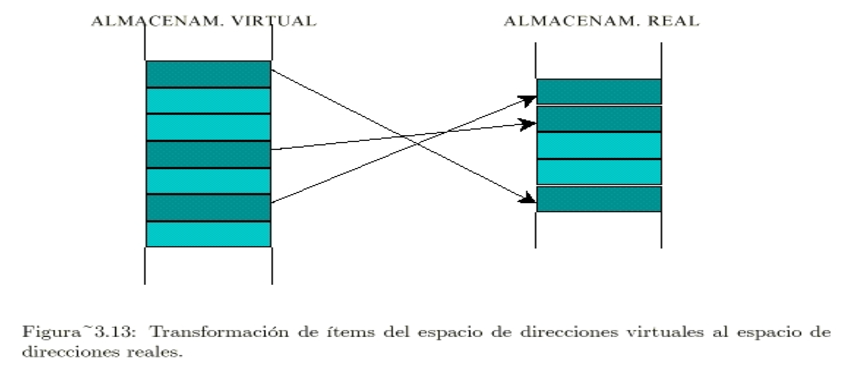 ALMACENAM. VIRTUAL
ALMACENAM. REAL
Figura~3.13: Transformación de ítems del espacio de direcciones virtuales al espacio de
direcciones reales.